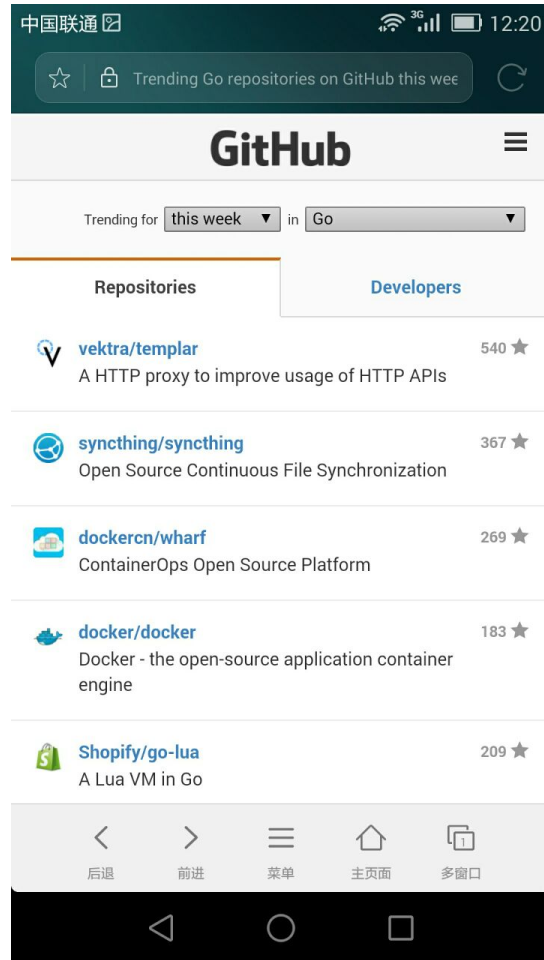 中国联通
3G
12:20
Trending Go repositories on GitHub this wee
GitHub
Trending for this week in Go
Repositories
Developers
vektra/templar
540
A HTTP proxy to improve usage of HTTP APIs
syncthing/syncthing
367
Open Source Continuous File Synchronization
dockercn/wharf
269
ContainerOps Open Source Platform
docker/docker
183
Docker - the open-source application container
engine
Shopify/go-lua
209
A Lua VM in Go
1
后退
前进
菜单
主页面
多窗口